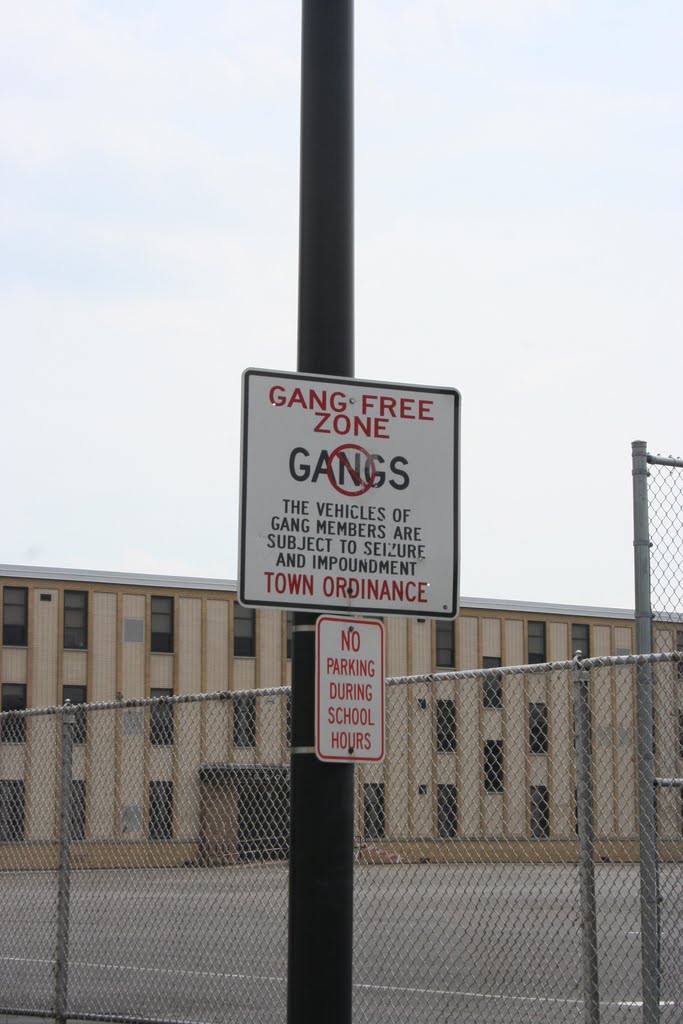 GANG FREE
ZONE
GANGS
THE VEHICLES OF
GANG MEMBERS ARE
SUBJECT TO SEIZURE
AND IMPOUNDMENT
TOWN ORDINANCE
NO
PARKING
DURING
SCHOOL
HOURS